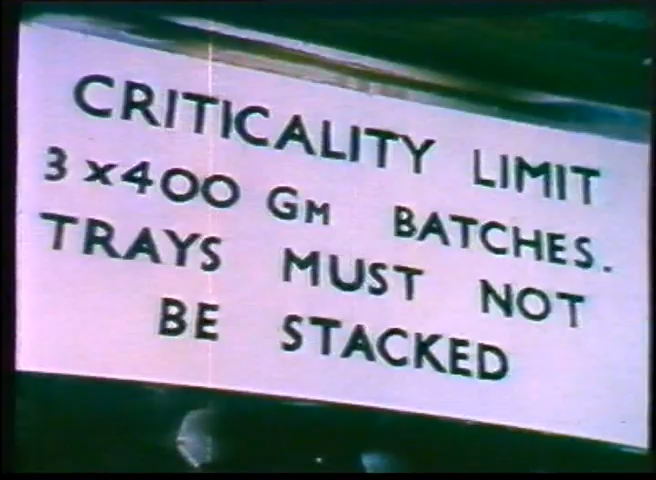 CRITICALITY LIMIT
3 x 400 GM BATCHES.
TRAYS MUST NOT
BE STACKED